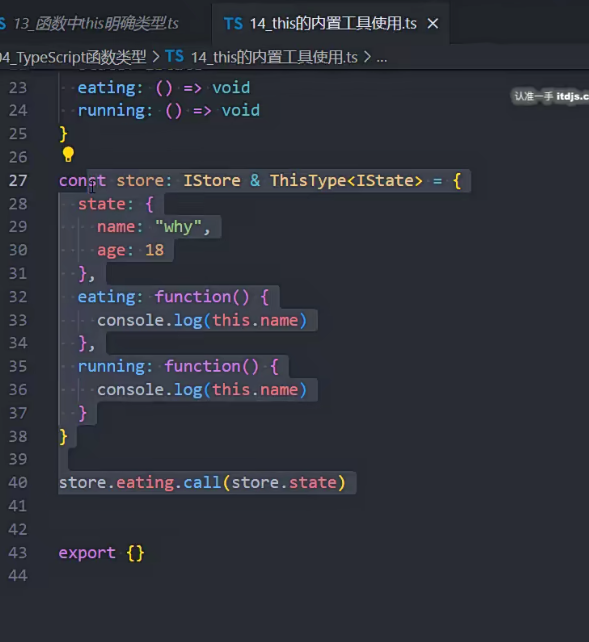 13_函数中this明确类型.ts
TS 14_this的内置工具使用.ts ×
04_TypeScript函数类型 > TS 14_this的内置工具使用.ts > ...
认准一手 itdjs.c
23 eating: () => void
24 running: () => void
25 }
26
27 const store: IStore & ThisType<IState> = {
28 state: {
29 name: "why",
30 age: 18
31 },
32 eating: function() {
33 console.log(this.name)
34 },
35 running: function() {
36 console.log(this.name)
37 }
38 }
39
40 store.eating.call(store.state)
41
42
43 export {}
44